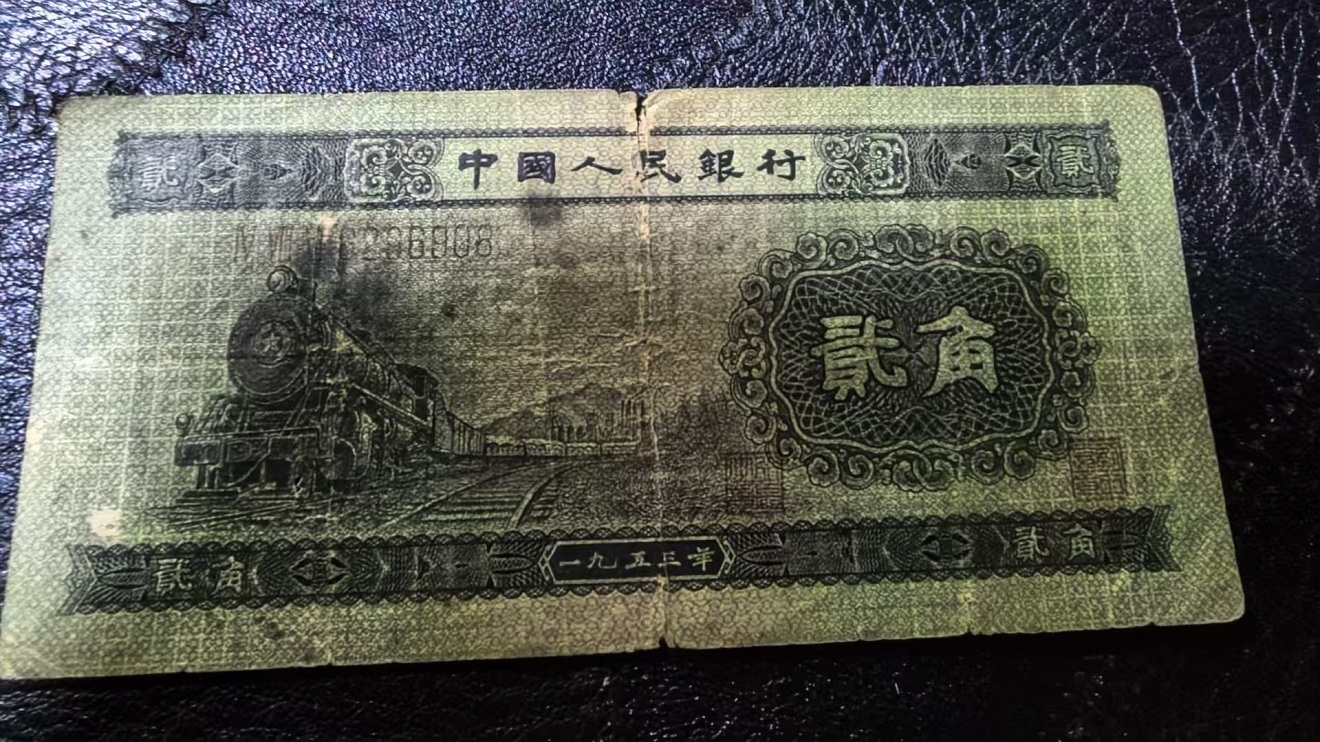 貳 中國人民銀行 貳
6808
貳角
貳角 一九五三年 貳角